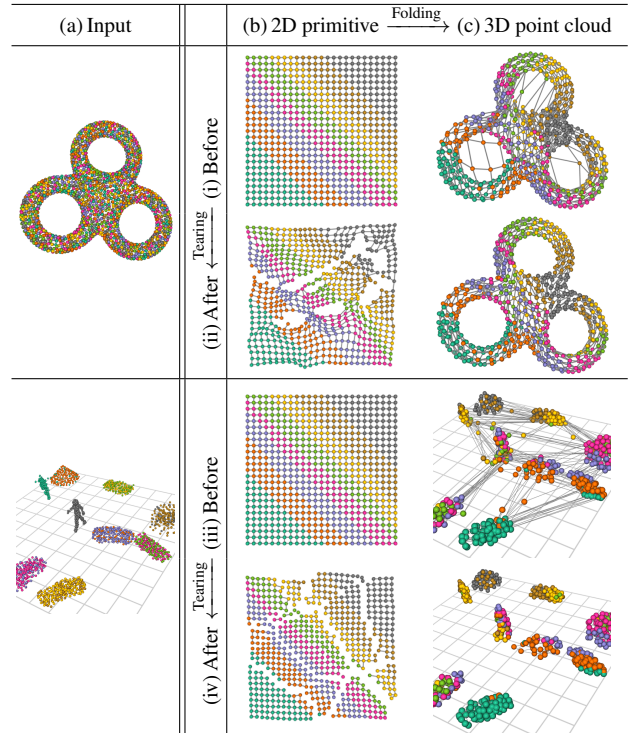 (a) Input (b) 2D primitive Folding (c) 3D point cloud
(i) Before
Tearing
(ii) After
(iii) Before
Tearing
(iv) After